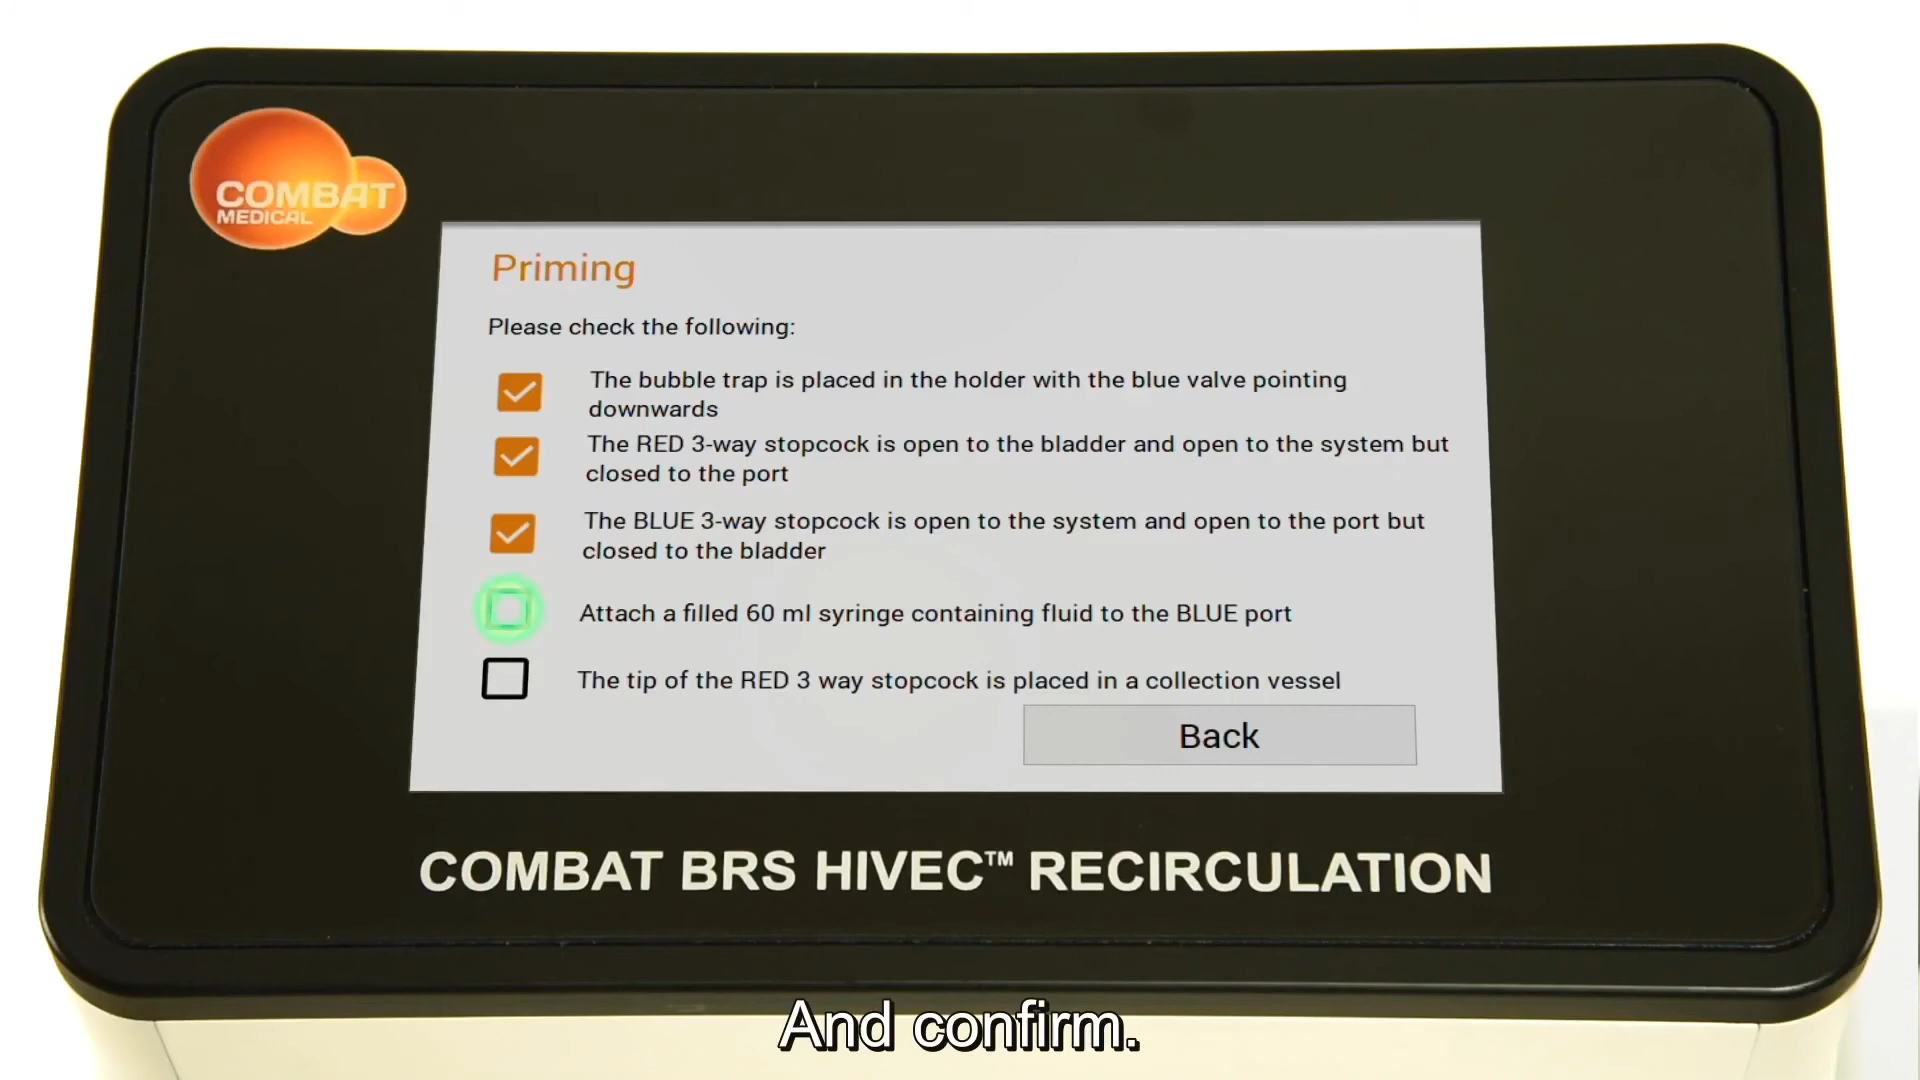 COMBAT
MEDICAL
Priming
Please check the following:
The bubble trap is placed in the holder with the blue valve pointing
downwards
The RED 3-way stopcock is open to the bladder and open to the system but
closed to the port
The BLUE 3-way stopcock is open to the system and open to the port but
closed to the bladder
Attach a filled 60 ml syringe containing fluid to the BLUE port
The tip of the RED 3 way stopcock is placed in a collection vessel
Back
COMBAT BRS HIVEC™ RECIRCULATION
And confirm.